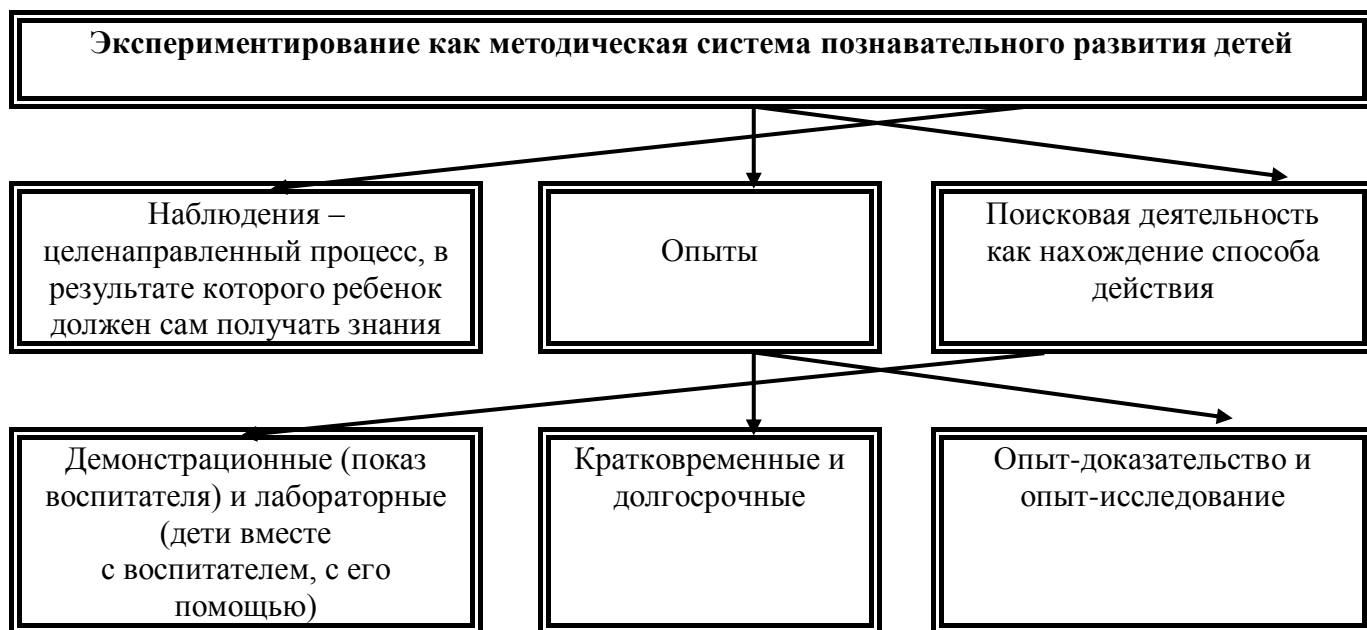 Экспериментирование как методическая система познавательного развития детей
Наблюдения –
целенаправленный процесс, в
результате которого ребенок
должен сам получать знания
Опыты
Поисковая деятельность
как нахождение способа
действия
Демонстрационные (показ
воспитателя) и лабораторные
(дети вместе
с воспитателем, с его
помощью)
Кратковременные и
долгосрочные
Опыт-доказательство и
опыт-исследование